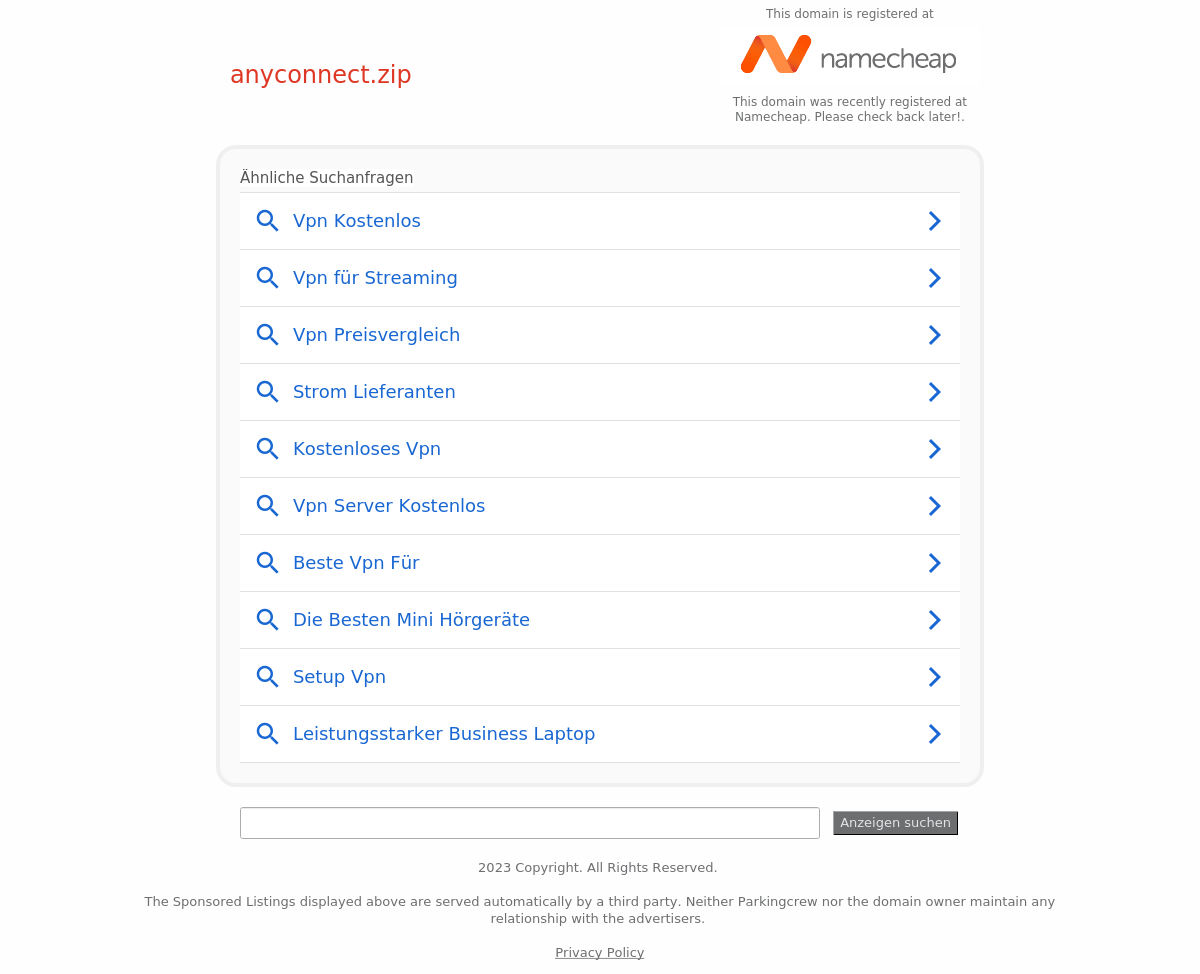 This domain is registered at
namecheap
anyconnect.zip
This domain was recently registered at
Namecheap. Please check back later!.
Ähnliche Suchanfragen
Vpn Kostenlos
Vpn für Streaming
Vpn Preisvergleich
Strom Lieferanten
Kostenloses Vpn
Vpn Server Kostenlos
Beste Vpn Für
Die Besten Mini Hörgeräte
Setup Vpn
Leistungsstarker Business Laptop
Anzeigen suchen
2023 Copyright. All Rights Reserved.
The Sponsored Listings displayed above are served automatically by a third party. Neither Parkingcrew nor the domain owner maintain any
relationship with the advertisers.
Privacy Policy